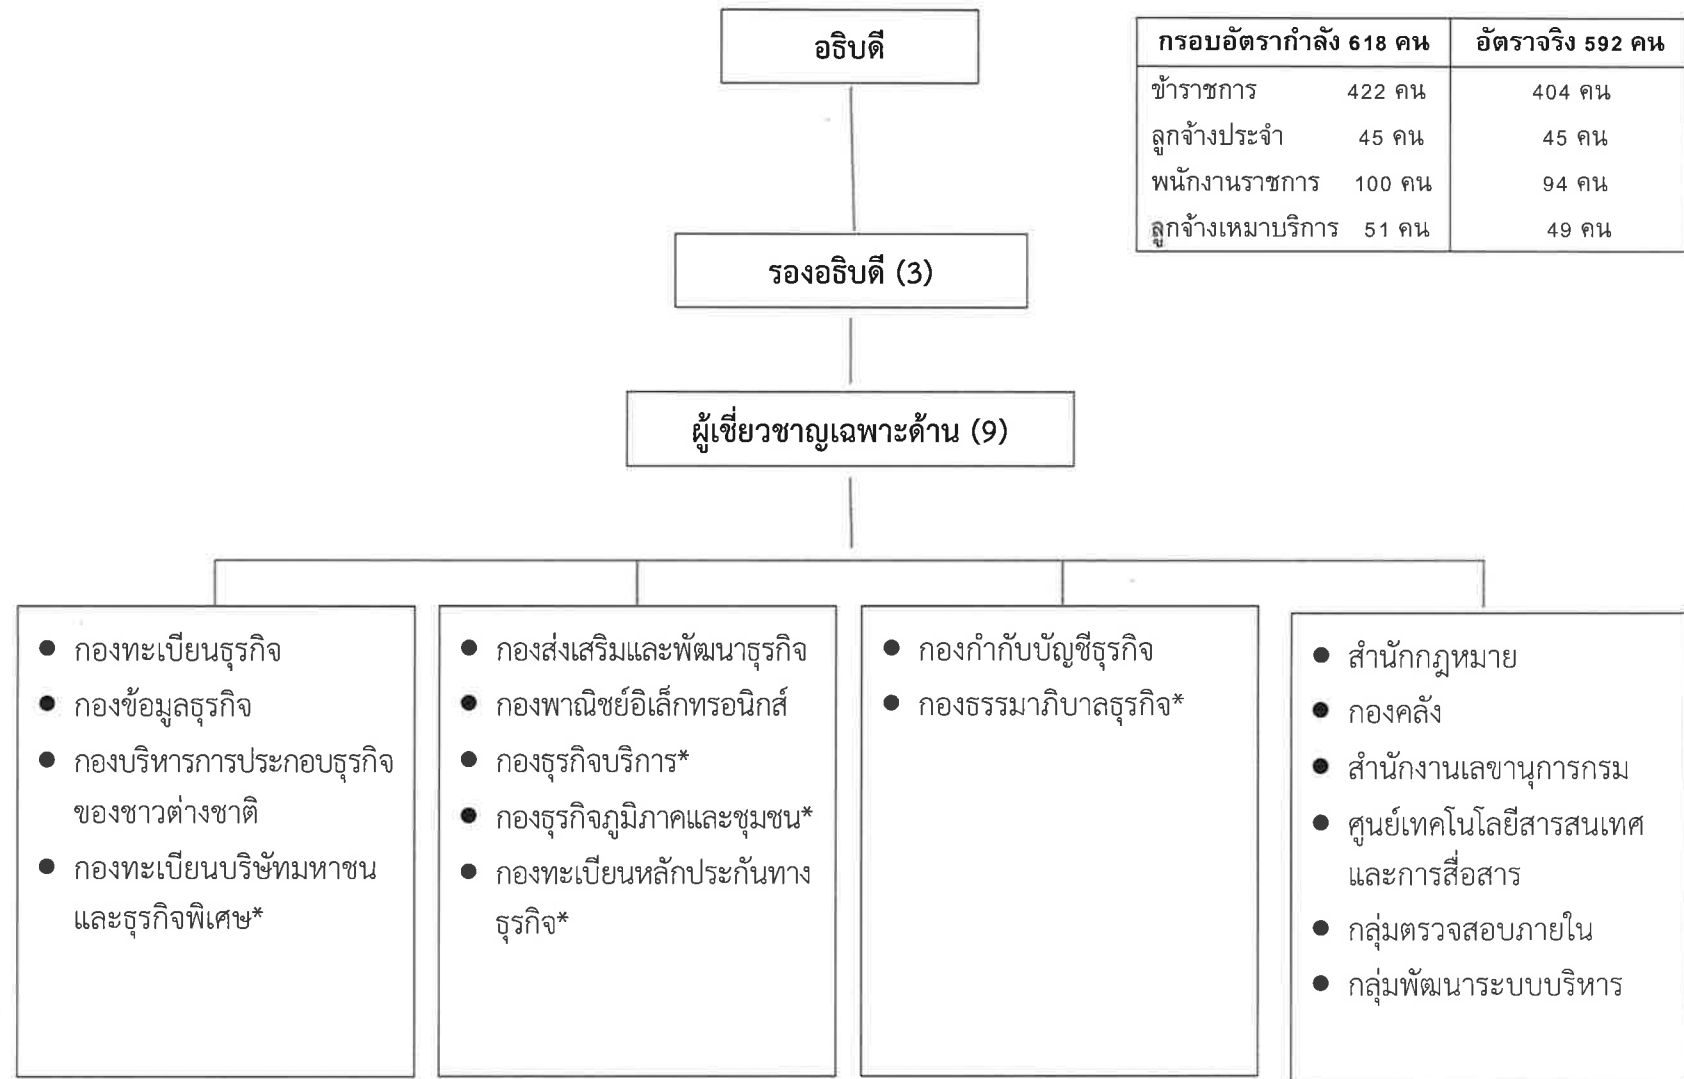 อธิบดี
กรอบอัตรากำลัง 618 คน อัตราจริง 592 คน
ข้าราชการ 422 คน 404 คน
ลูกจ้างประจำ 45 คน 45 คน
พนักงานราชการ 100 คน 94 คน
ลูกจ้างเหมาบริการ 51 คน 49 คน
รองอธิบดี (3)
ผู้เชี่ยวชาญเฉพาะด้าน (9)
● กองทะเบียนธุรกิจ
● กองข้อมูลธุรกิจ
● กองบริหารการประกอบธุรกิจ
ของชาวต่างชาติ
● กองทะเบียนบริษัทมหาชน
และธุรกิจพิเศษ*
● กองส่งเสริมและพัฒนาธุรกิจ
● กองพาณิชย์อิเล็กทรอนิกส์
● กองธุรกิจบริการ*
● กองธุรกิจภูมิภาคและชุมชน*
● กองทะเบียนหลักประกันทาง
ธุรกิจ*
● กองกำกับบัญชีธุรกิจ
● กองธรรมาภิบาลธุรกิจ*
● สำนักกฎหมาย
● กองคลัง
● สำนักงานเลขานุการกรม
● ศูนย์เทคโนโลยีสารสนเทศ
และการสื่อสาร
● กลุ่มตรวจสอบภายใน
● กลุ่มพัฒนาระบบบริหาร